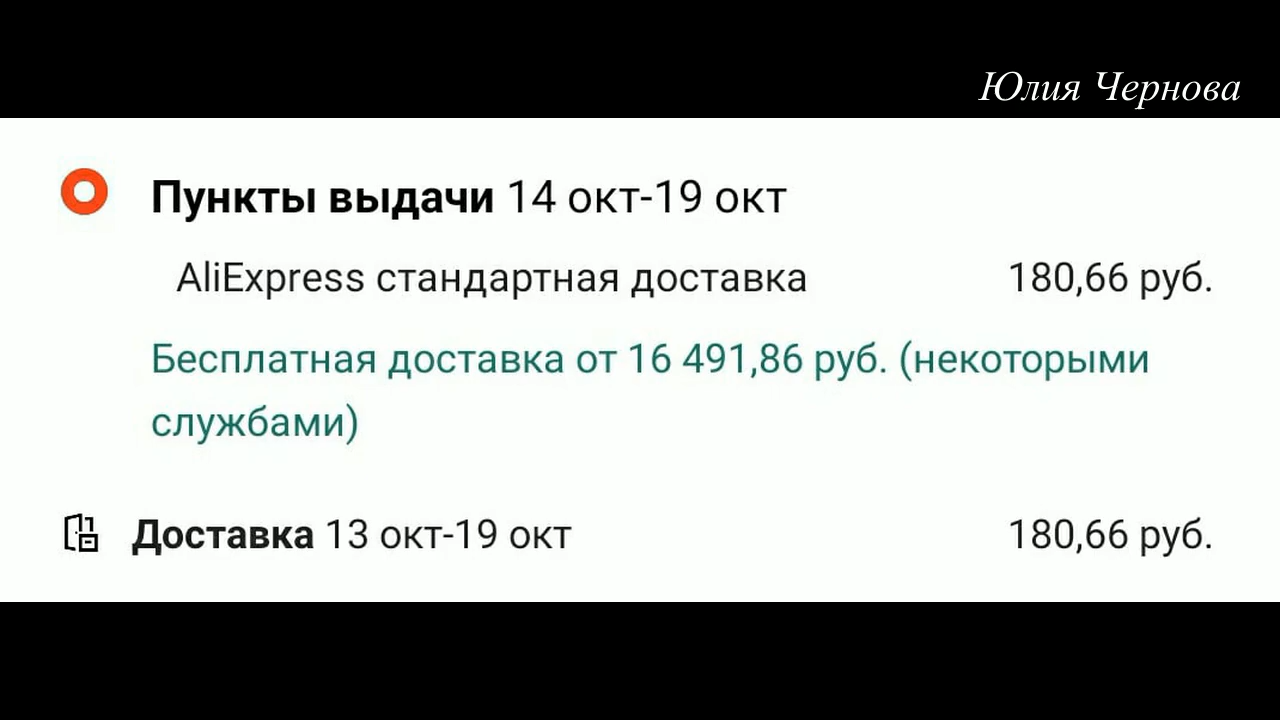 Юлия Чернова
Пункты выдачи 14 окт-19 окт
AliExpress стандартная доставка 180,66 руб.
Бесплатная доставка от 16 491,86 руб. (некоторыми
службами)
Доставка 13 окт-19 окт 180,66 руб.